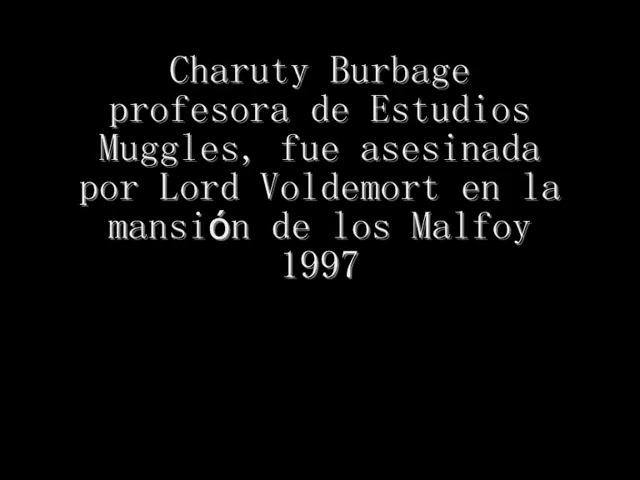 Charuty Burbage
profesora de Estudios
Muggles, fue asesinada
por Lord Voldemort en la
mansión de los Malfoy
1997